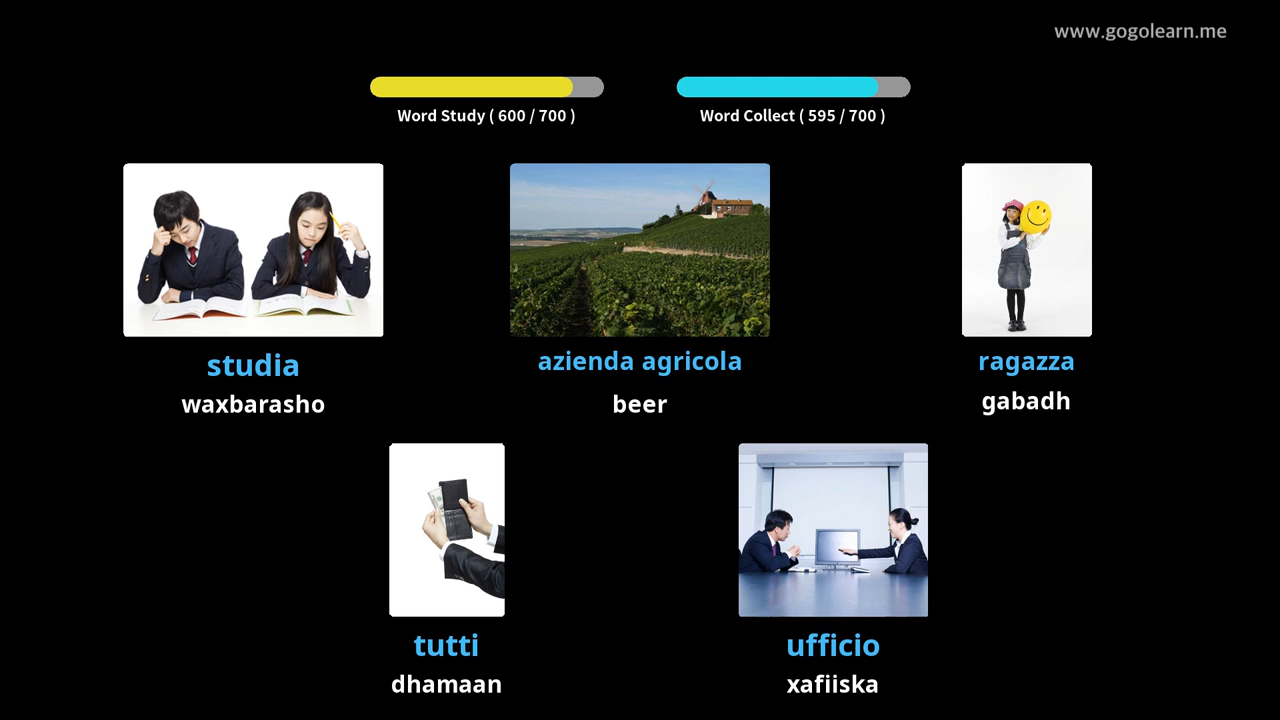 www.gogolearn.me
Word Study ( 600 / 700 )
Word Collect ( 595 / 700 )
studia
waxbarasho
azienda agricola
beer
ragazza
gabadh
tutti
dhamaan
ufficio
xafiiska